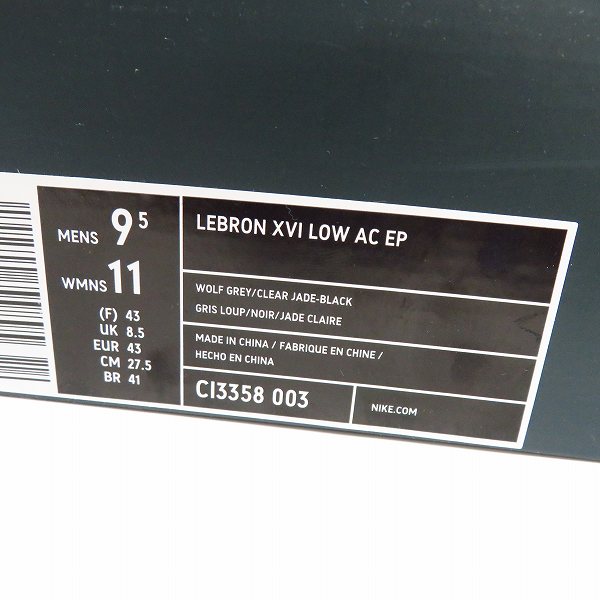 MENS 9.5
WMNS 11
(F) 43
UK 8.5
EUR 43
CM 27.5
BR 41
LEBRON XVI LOW AC EP
WOLF GREY/CLEAR JADE-BLACK
GRIS LOUP/NOIR/JADE CLAIRE
MADE IN CHINA / FABRIQUE EN CHINE /
HECHO EN CHINA
CI3358 003
NIKE.COM